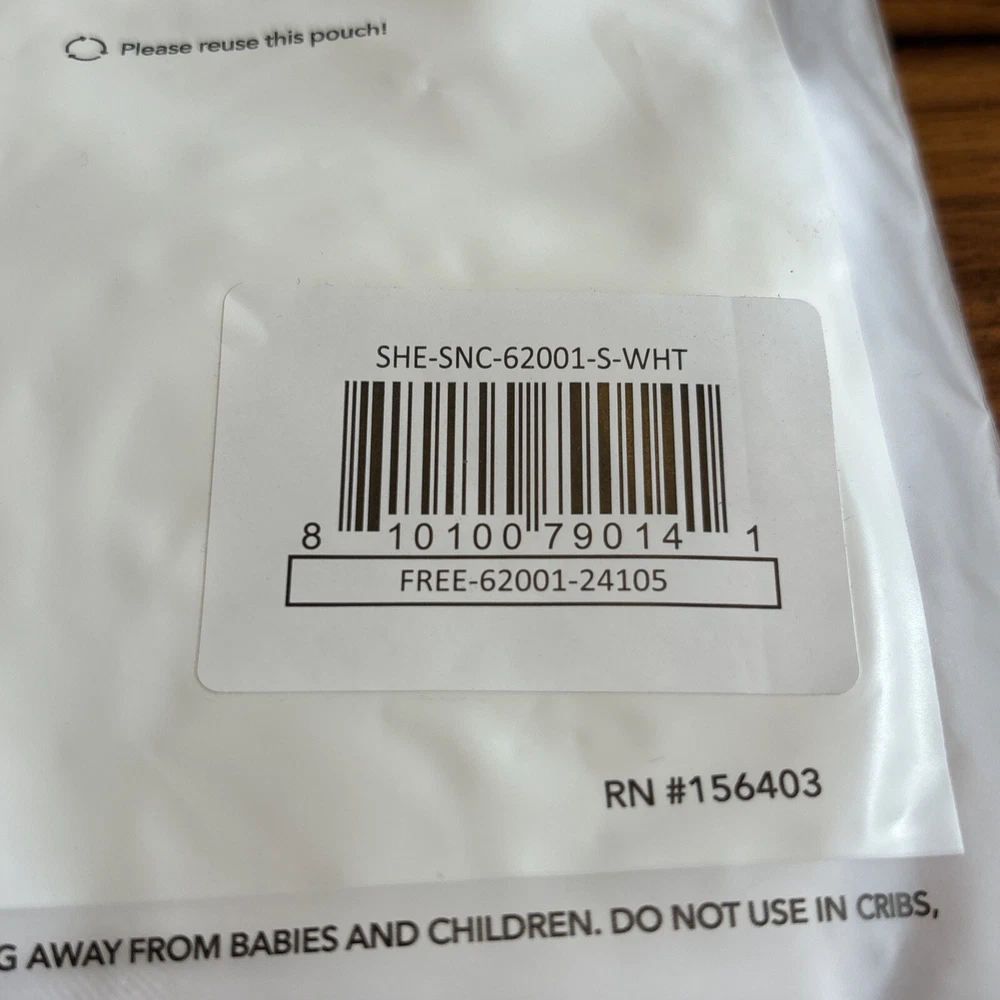 Please reuse this pouch!
SHE-SNC-62001-S-WHT
8 10100 79014 1
FREE-62001-24105
RN #156403
G AWAY FROM BABIES AND CHILDREN. DO NOT USE IN CRIBS,